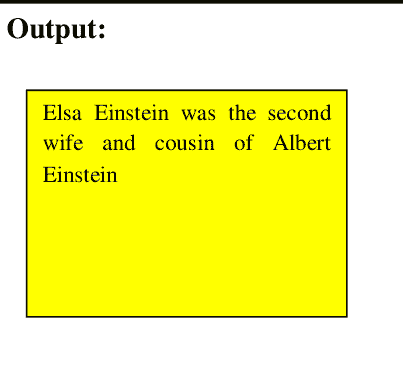 Output:
Elsa Einstein was the second
wife and cousin of Albert
Einstein